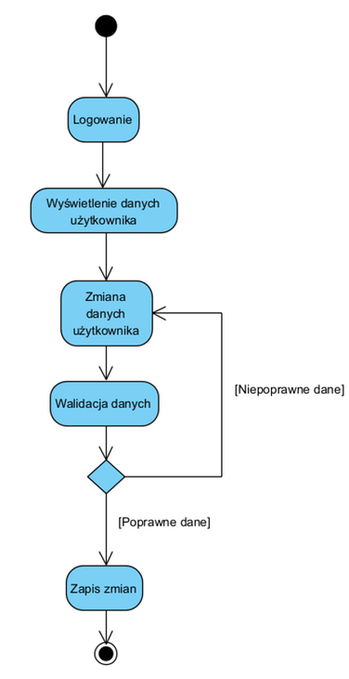 Logowanie
Wyświetlenie danych
użytkownika
Zmiana
danych
użytkownika
[Niepoprawne dane]
Walidacja danych
[Poprawne dane]
Zapis zmian